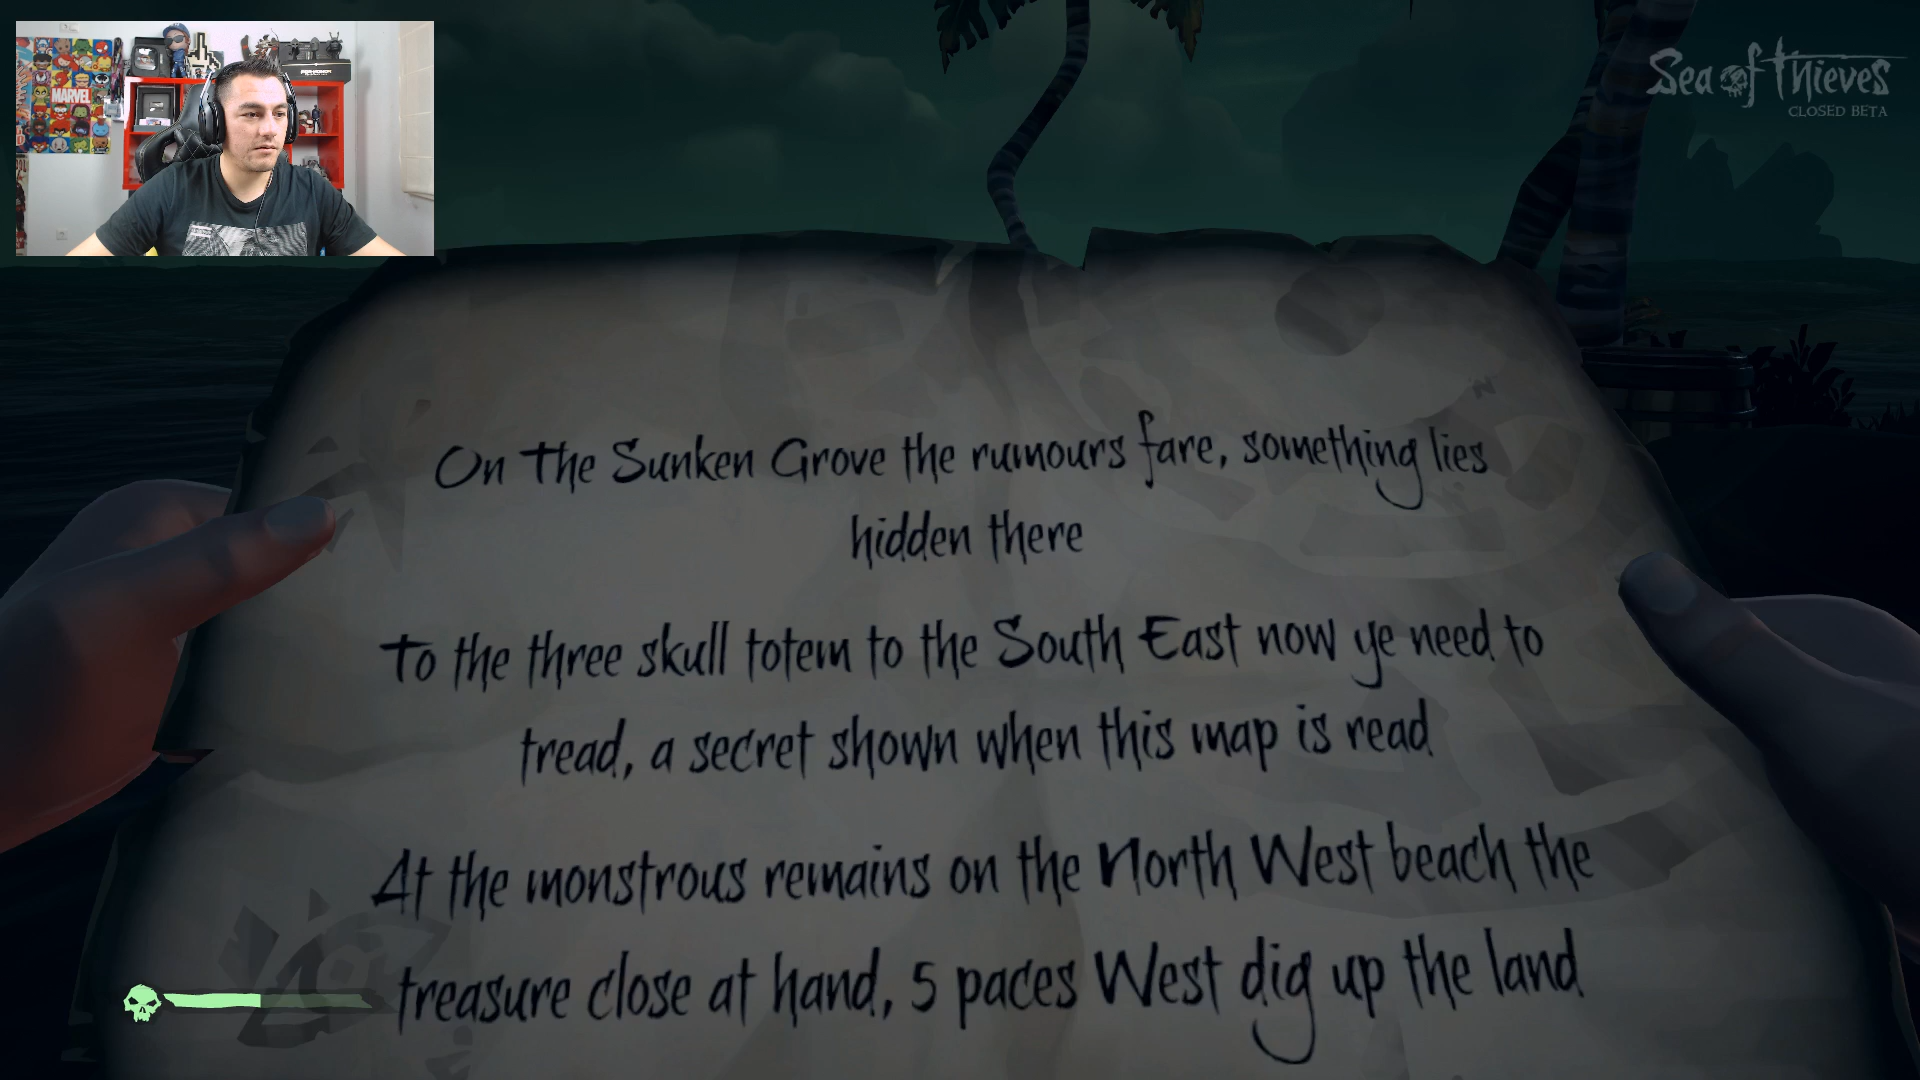 MARVEL
Sea of Thieves
CLOSED BETA
N
On The Sunken Grove the rumours fare, something lies
hidden there
To the three skull totem to the South East now ye need to
tread, a secret shown when this map is read
At the monstrous remains on the North West beach the
treasure close at hand, 5 paces West dig up the land